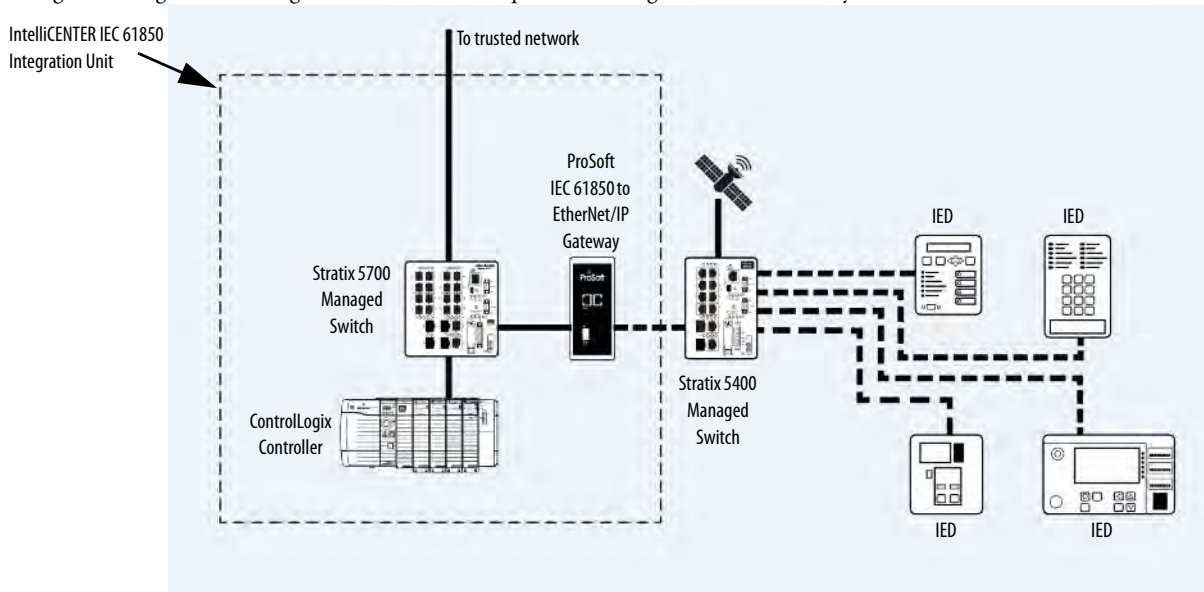 IntelliCENTER IEC 61850
Integration Unit
To trusted network
ProSoft
IEC 61850 to
EtherNet/IP
Gateway
IED
IED
Stratix 5700
Managed
Switch
ProSoft
Stratix 5400
Managed
Switch
ControlLogix
Controller
IED
IED